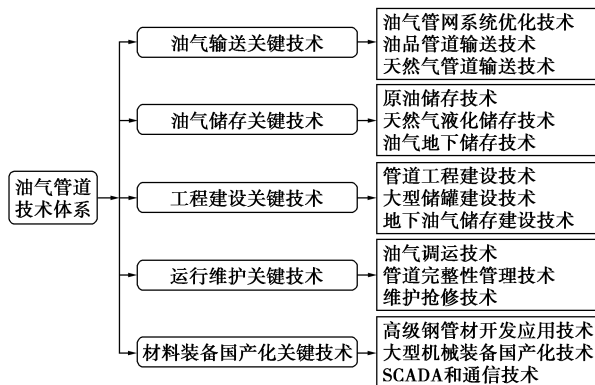 油气管道
技术体系
油气输送关键技术
油气管网系统优化技术
油品管道输送技术
天然气管道输送技术
油气储存关键技术
原油储存技术
天然气液化储存技术
油气地下储存技术
工程建设关键技术
管道工程建设技术
大型储罐建设技术
地下油气储存建设技术
运行维护关键技术
油气调运技术
管道完整性管理技术
维护抢修技术
材料装备国产化关键技术
高级钢管材开发应用技术
大型机械装备国产化技术
SCADA和通信技术